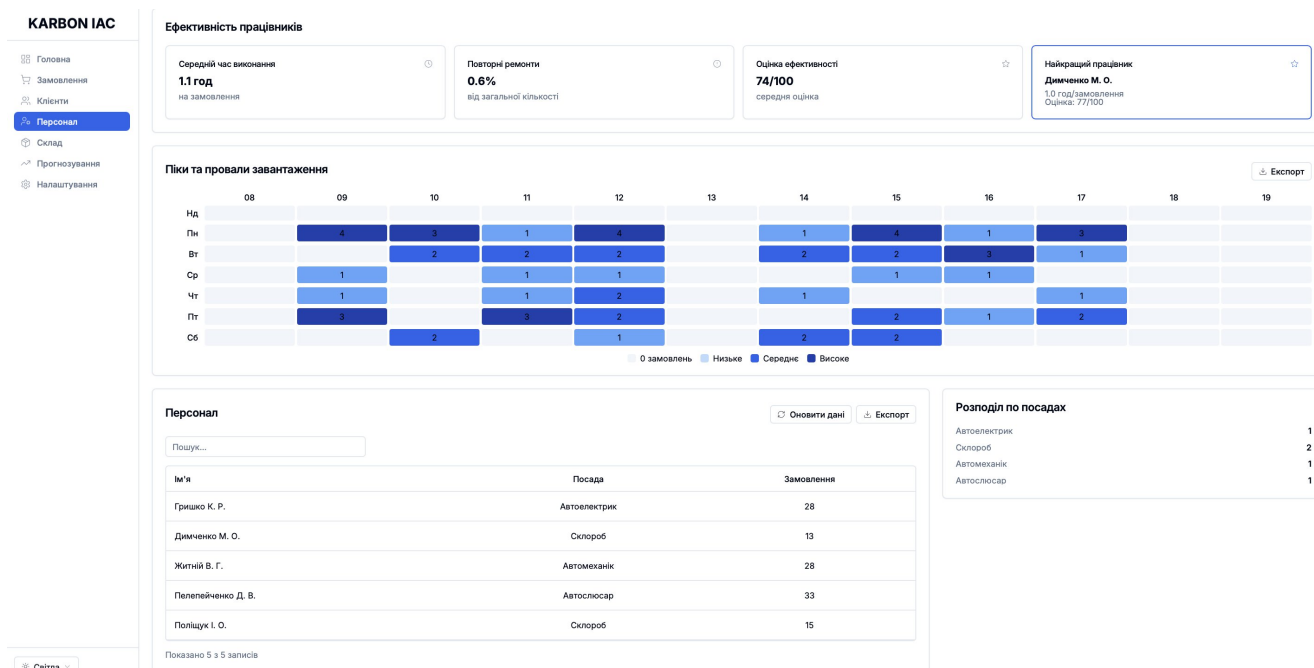 KARBON IAC
Головна
Замовлення
Клієнти
Персонал
Склад
Прогнозування
Налаштування
Світла
Ефективність працівників
Середній час виконання
1.1 год
на замовлення
Повторні ремонти
0.6%
від загальної кількості
Оцінка ефективності
74/100
середня оцінка
Найкращий працівник
Димченко М. О.
1.0 год/замовлення
Оцінка: 77/100
Піки та провали завантаження
Експорт
08 09 10 11 12 13 14 15 16 17 18 19
Нд
Пн 4 3 1 4 1 4 1 3
Вт 2 2 2 2 2 3 1
Ср 1 1 1 1 1
Чт 1 1 2 1 1
Пт 3 3 2 2 1 2
Сб 2 1 2 2
0 замовлень Низьке Середнє Високе
Персонал
Оновити дані Експорт
Пошук...
Ім'я Посада Замовлення
Гришко К. Р. Автоелектрик 28
Димченко М. О. Склороб 13
Житній В. Г. Автомеханік 28
Пелепейченко Д. В. Автослюсар 33
Поліщук І. О. Склороб 15
Показано 5 з 5 записів
Розподіл по посадах
Автоелектрик 1
Склороб 2
Автомеханік 1
Автослюсар 1